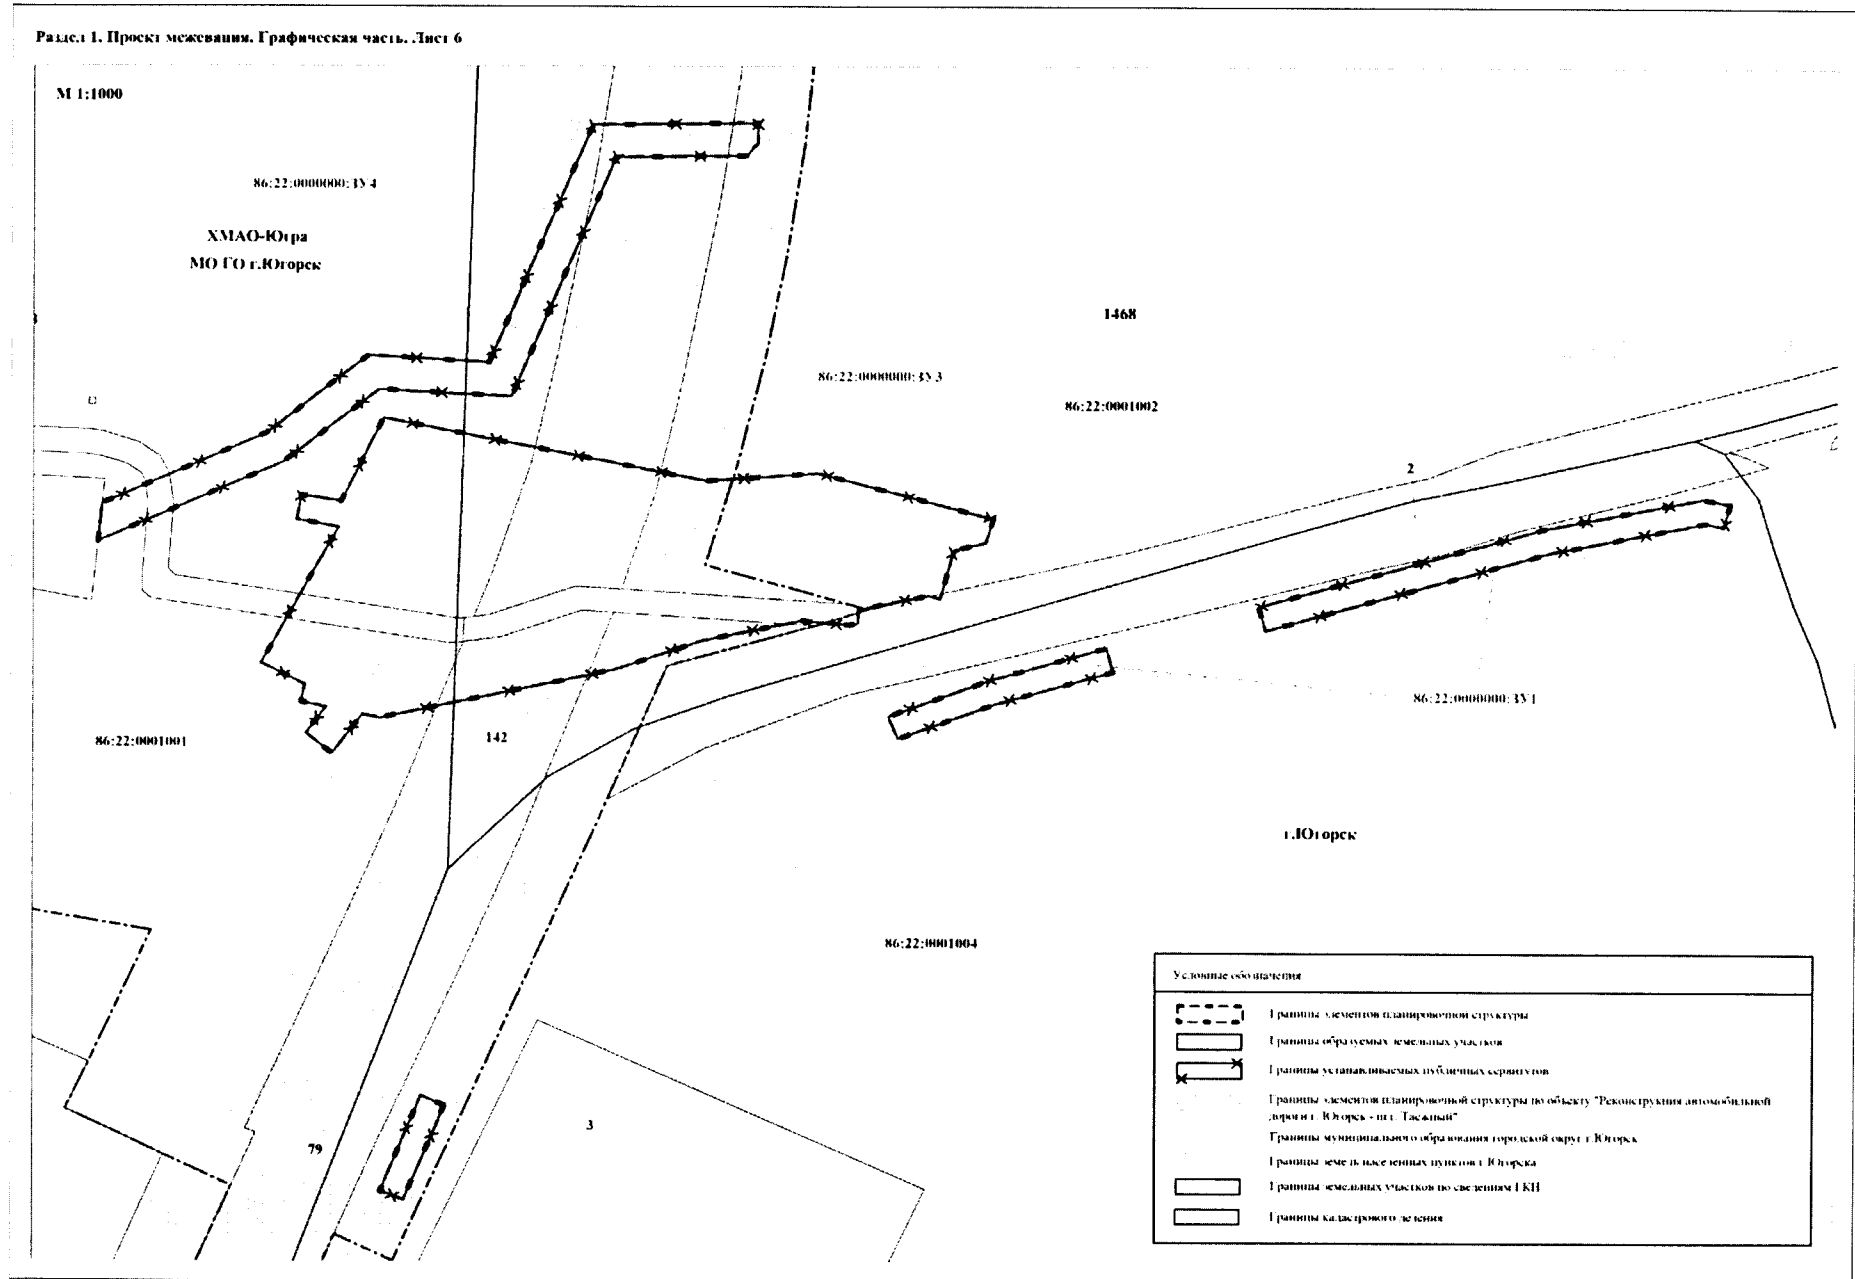 Раздел 1. Проект межевания. Графическая часть. Лист 6
М 1:1000
86:22:0000000:ЗУ4
ХМАО-Югра
МО ГО г.Югорск
1468
86:22:0000000:ЗУ3
86:22:0001002
2
86:22:0000000:ЗУ1
86:22:0001001
142
г.Югорск
86:22:0001004
3
79
Условные обозначения
Границы элементов планировочной структуры
Границы образуемых земельных участков
Границы устанавливаемых публичных сервитутов
Границы элементов планировочной структуры по объекту "Реконструкция автомобильной
дороги г. Югорск - пгт. Таежный"
Границы муниципального образования городской округ г.Югорск
Границы земель населенных пунктов г.Югорска
Границы земельных участков по сведениям ГКН
Границы кадастрового деления